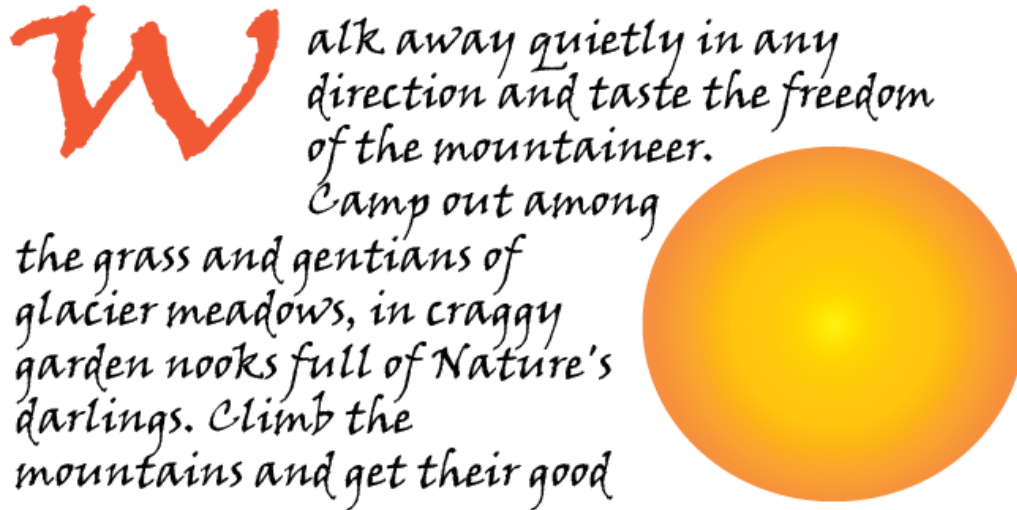 Walk away quietly in any
direction and taste the freedom
of the mountaineer.
Camp out among
the grass and gentians of
glacier meadows, in craggy
garden nooks full of Nature's
darlings. Climb the
mountains and get their good